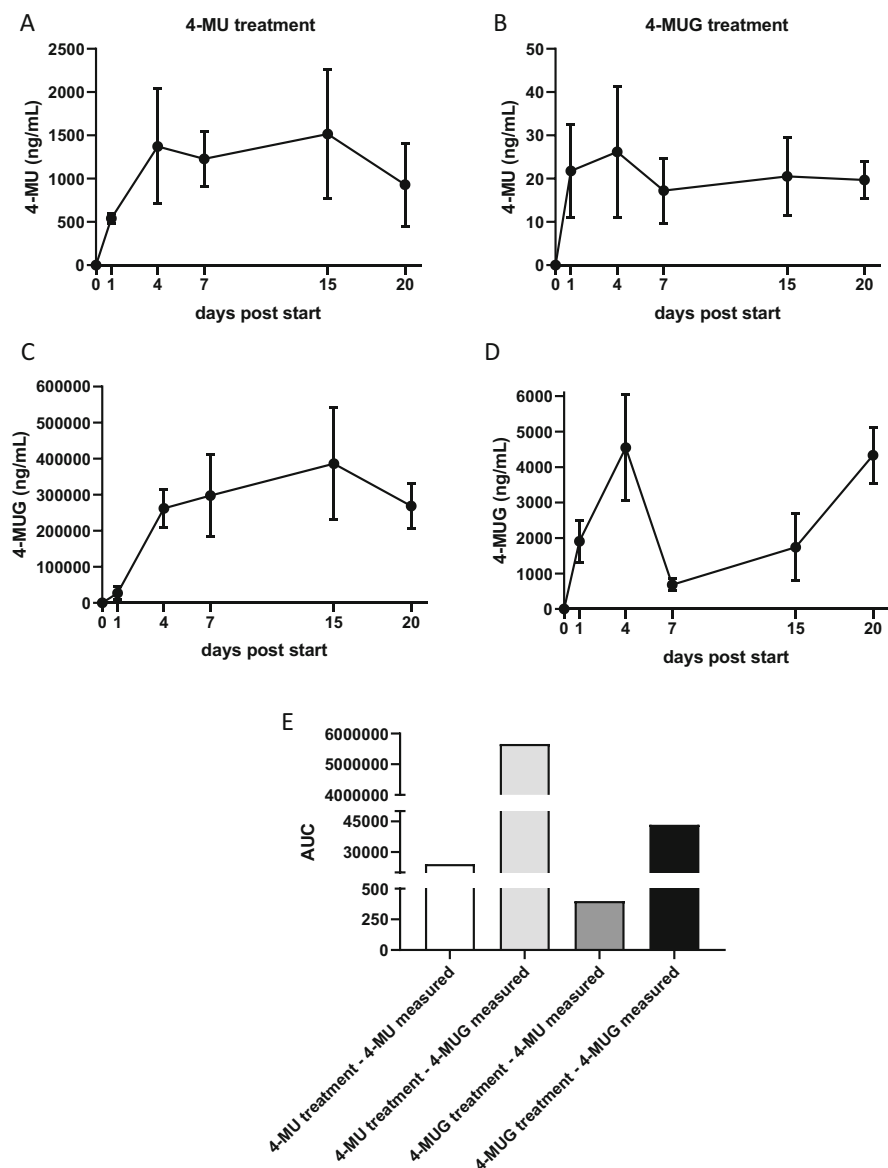 A
4-MU treatment
2500
2000
1500
1000
500
0
4-MU (ng/mL)
0 1 4 7 15 20
days post start
B
4-MUG treatment
50
40
30
20
10
0
4-MU (ng/mL)
0 1 4 7 15 20
days post start
C
600000
500000
400000
300000
200000
100000
0
4-MUG (ng/mL)
0 1 4 7 15 20
days post start
D
6000
5000
4000
3000
2000
1000
0
4-MUG (ng/mL)
0 1 4 7 15 20
days post start
E
6000000
5000000
4000000
45000
30000
500
250
0
AUC
4-MU treatment - 4-MU measured
4-MU treatment - 4-MUG measured
4-MUG treatment - 4-MU measured
4-MUG treatment - 4-MUG measured